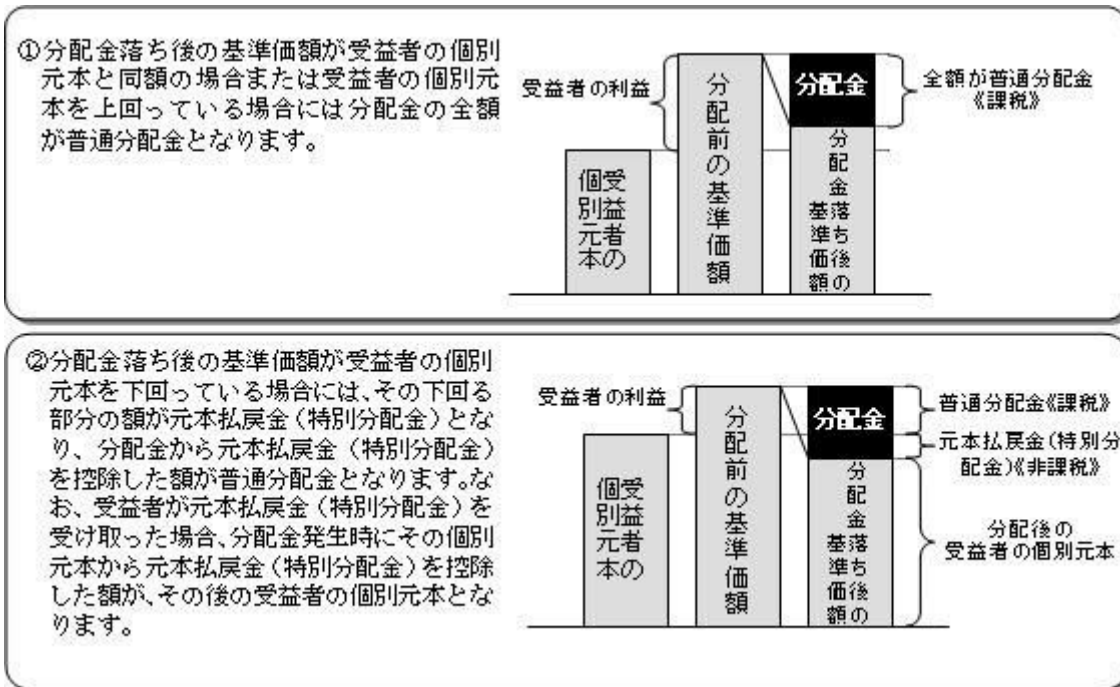 ①分配金落ち後の基準価額が受益者の個別
元本と同額の場合または受益者の個別元
本を上回っている場合には分配金の全額
が普通分配金となります。
受益者の利益
受益者の
個別元本
分配前の基準価額
分配金
分配金落ち後の
基準価額
全額が普通分配金
《課税》
②分配金落ち後の基準価額が受益者の個別
元本を下回っている場合には、その下回る
部分の額が元本払戻金（特別分配金）とな
り、分配金から元本払戻金（特別分配金）
を控除した額が普通分配金となります。な
お、受益者が元本払戻金（特別分配金）を
受け取った場合、分配金発生時にその個別
元本から元本払戻金（特別分配金）を控除
した額が、その後の受益者の個別元本とな
ります。
受益者の利益
受益者の
個別元本
分配前の基準価額
分配金
分配金落ち後の
基準価額
普通分配金《課税》
元本払戻金(特別分
配金)《非課税》
分配後の
受益者の個別元本